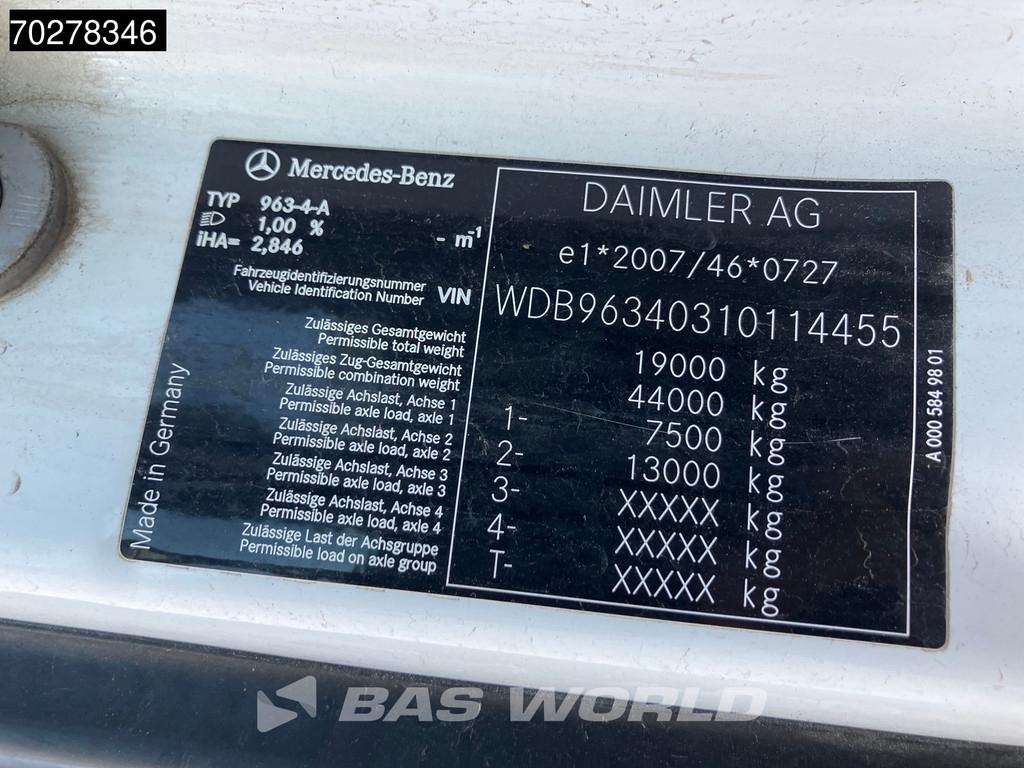 70278346
Mercedes-Benz
TYP 963-4-A
1,00 % - m-1
iHA= 2,846
DAIMLER AG
e1*2007/46*0727
Fahrzeugidentifizierungsnummer
Vehicle Identification Number VIN WDB96340310114455
Zulässiges Gesamtgewicht
Permissible total weight 19000 kg
Zulässiges Zug-Gesamtgewicht
Permissible combination weight 44000 kg
Zulässige Achslast, Achse 1
Permissible axle load, axle 1 1- 7500 kg
Zulässige Achslast, Achse 2
Permissible axle load, axle 2 2- 13000 kg
Zulässige Achslast, Achse 3
Permissible axle load, axle 3 3- XXXXX kg
Zulässige Achslast, Achse 4
Permissible axle load, axle 4 4- XXXXX kg
Zulässige Last der Achsgruppe
Permissible load on axle group T- XXXXX kg
Made in Germany
A 000 584 98 01
BAS WORLD